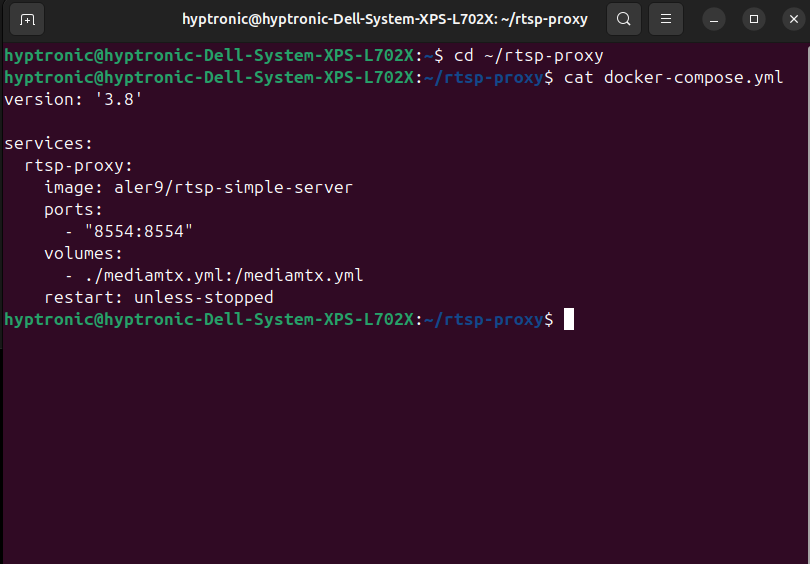 hyptronic@hyptronic-Dell-System-XPS-L702X: ~/rtsp-proxy
hyptronic@hyptronic-Dell-System-XPS-L702X:~$ cd ~/rtsp-proxy
hyptronic@hyptronic-Dell-System-XPS-L702X:~/rtsp-proxy$ cat docker-compose.yml
version: '3.8'

services:
  rtsp-proxy:
    image: aler9/rtsp-simple-server
    ports:
      - "8554:8554"
    volumes:
      - ./mediamtx.yml:/mediamtx.yml
    restart: unless-stopped
hyptronic@hyptronic-Dell-System-XPS-L702X:~/rtsp-proxy$